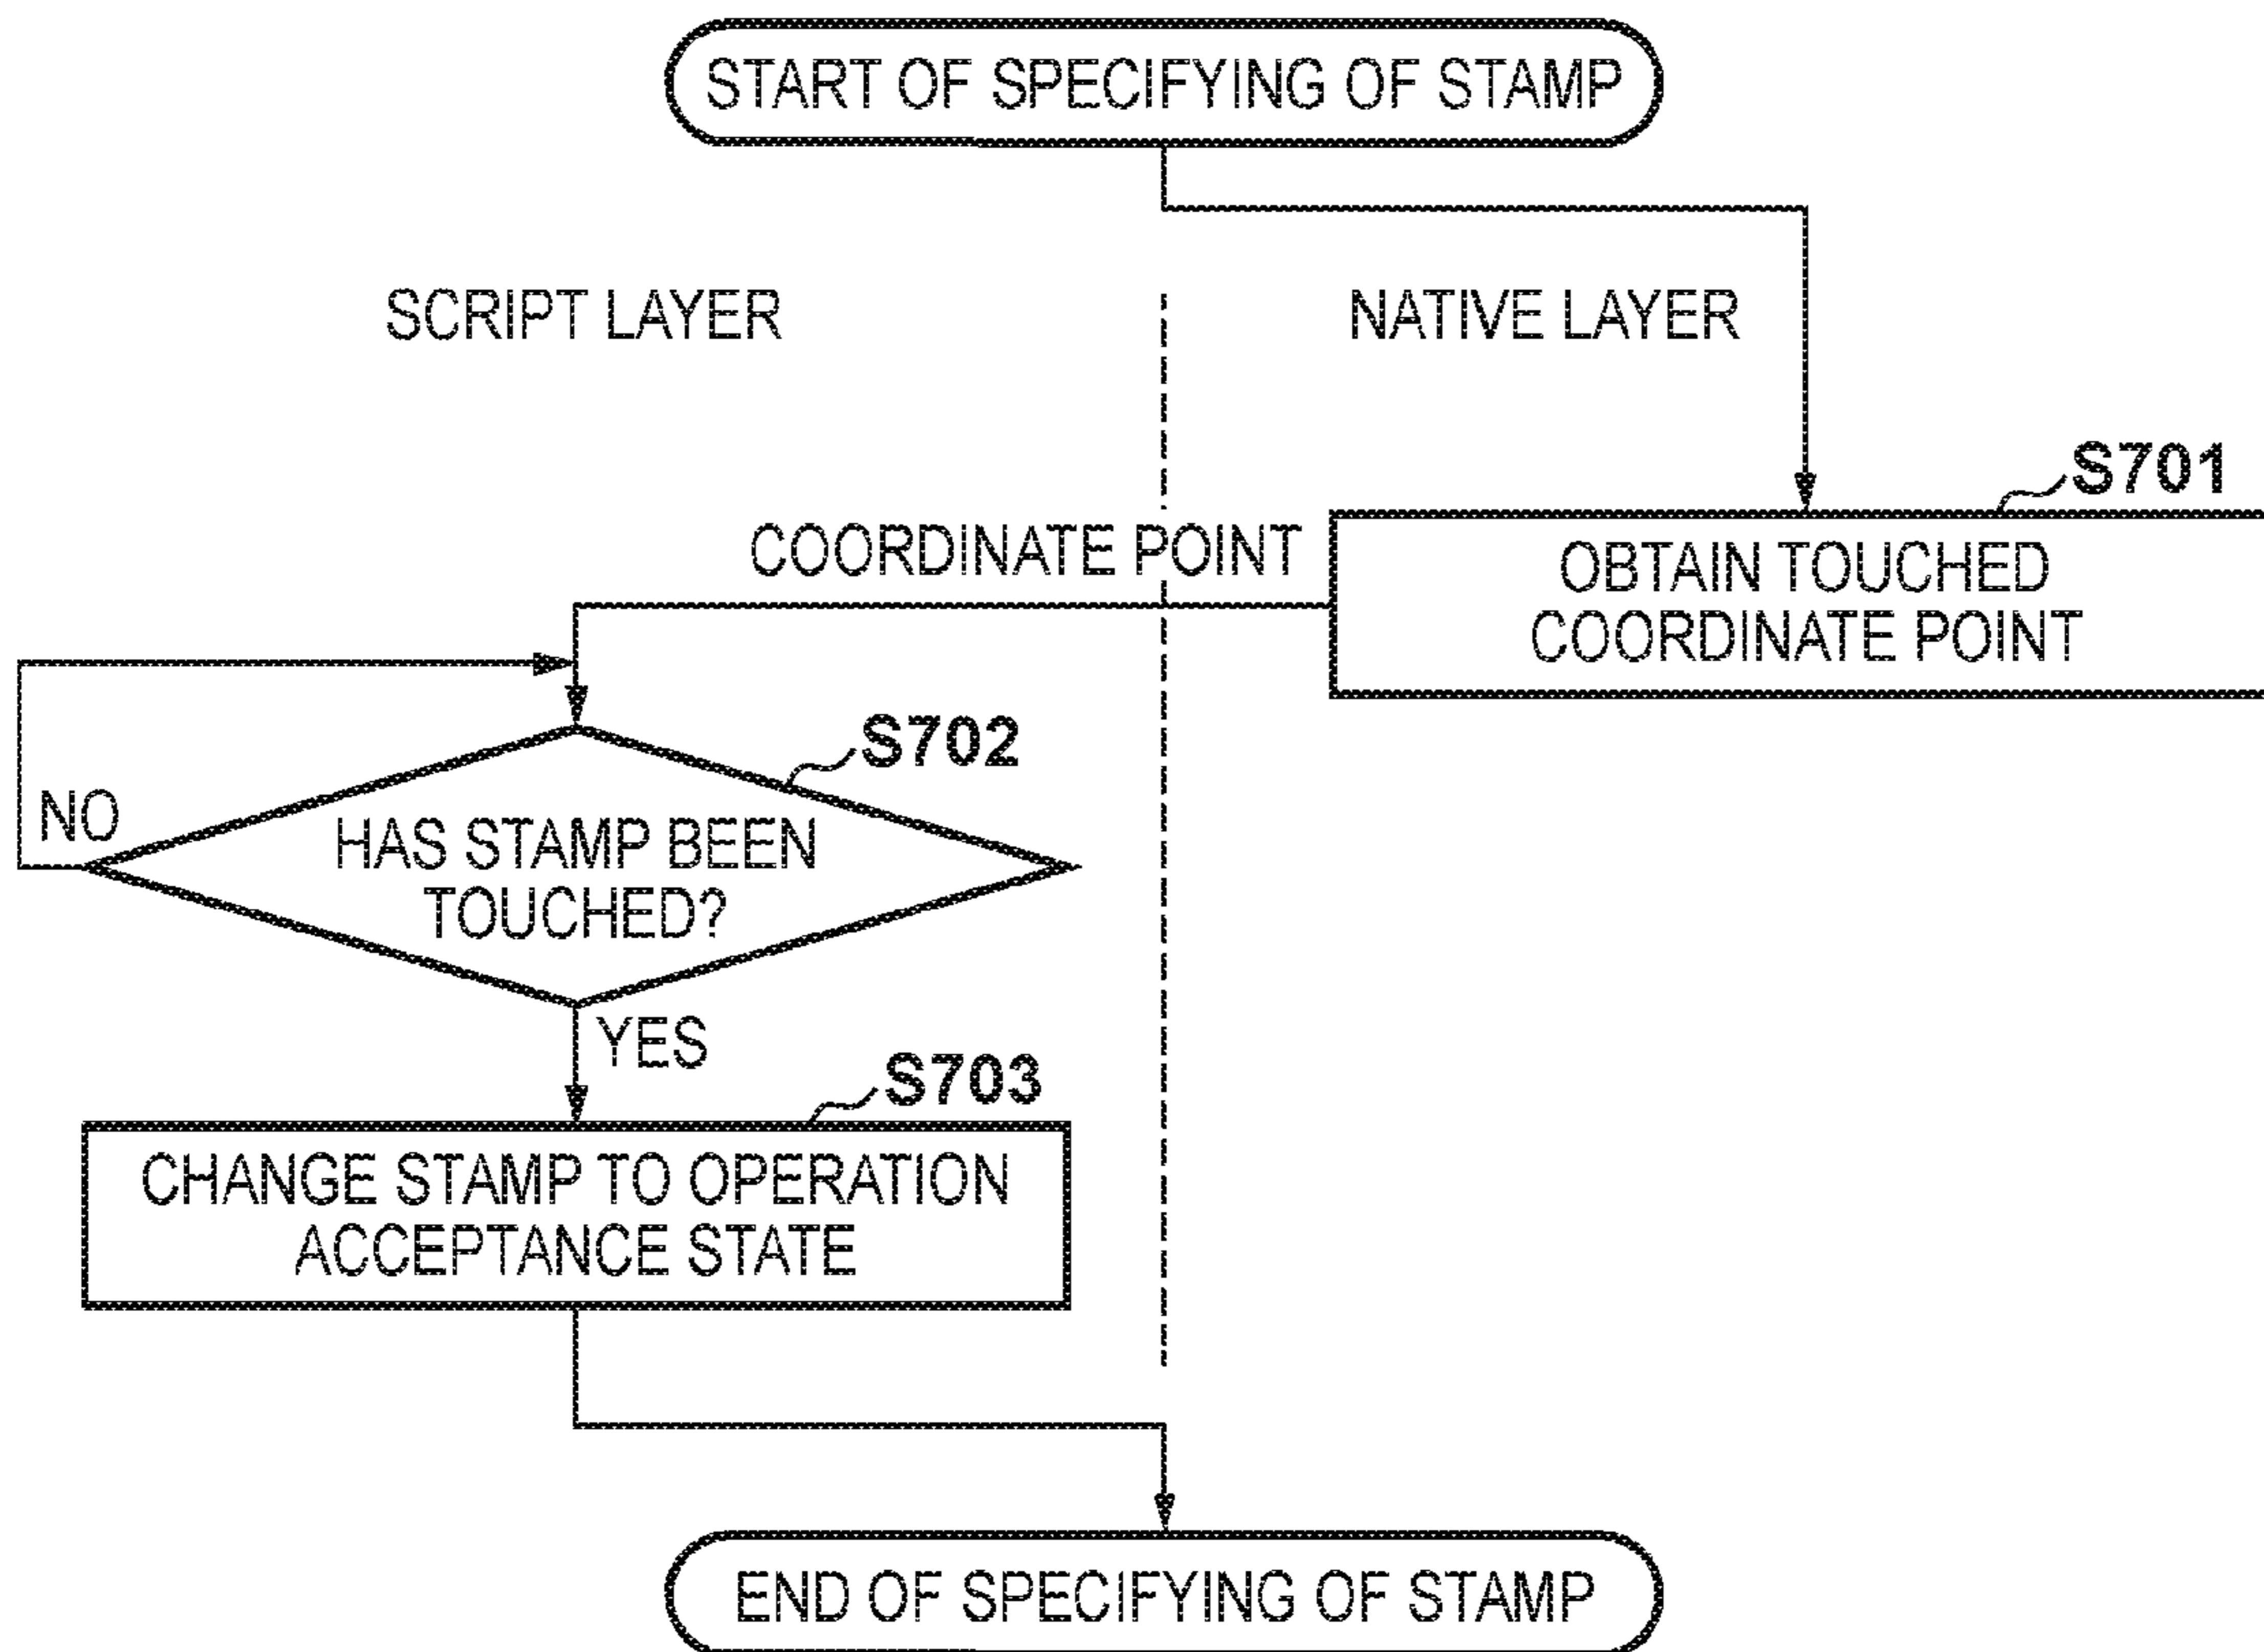 START OF SPECIFYING OF STAMP
SCRIPT LAYER
NATIVE LAYER
S701
COORDINATE POINT
OBTAIN TOUCHED
COORDINATE POINT
S702
NO
HAS STAMP BEEN
TOUCHED?
YES
S703
CHANGE STAMP TO OPERATION
ACCEPTANCE STATE
END OF SPECIFYING OF STAMP